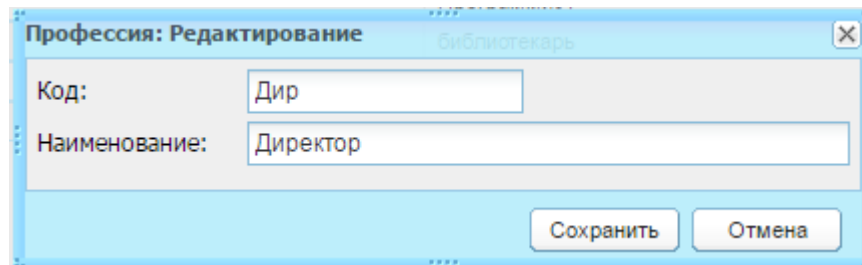 Профессия: Редактирование
библиотекарь
Код: Дир
Наименование: Директор
Сохранить Отмена